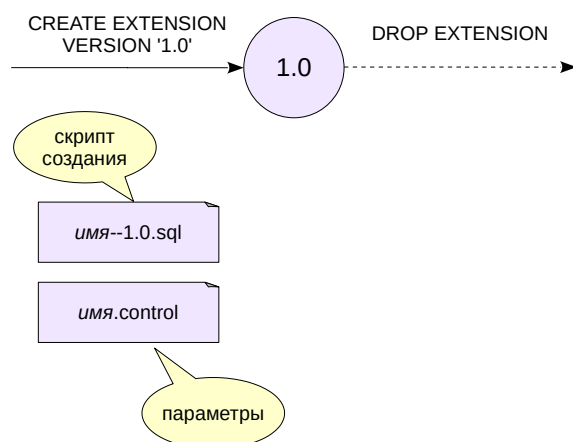 CREATE EXTENSION
VERSION '1.0'
DROP EXTENSION
1.0
скрипт
создания
имя--1.0.sql
имя.control
параметры